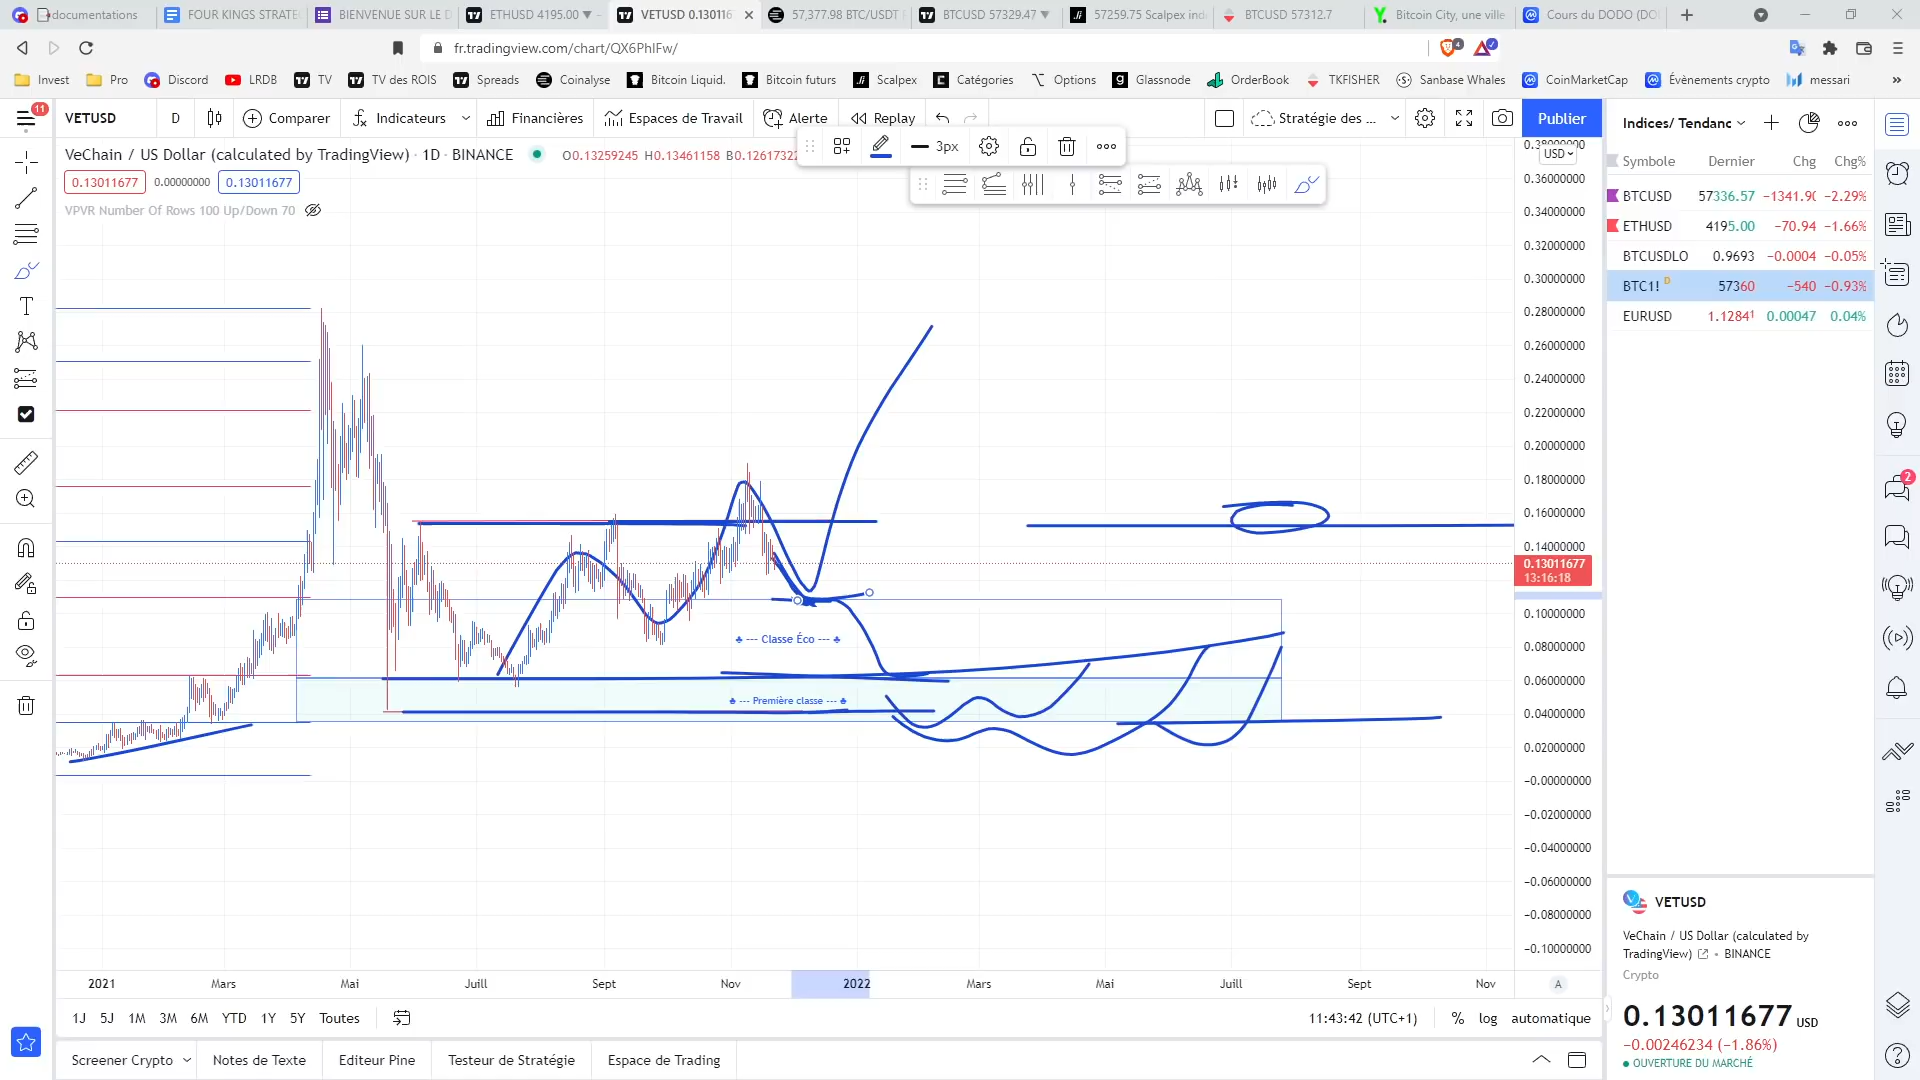 documentations
FOUR KINGS STRATE
BIENVENUE SUR LE D
ETHUSD 4195.00 ▼
VETUSD 0.13011
57,377.98 BTC/USDT
BTCUSD 57329.47 ▼
57259.75 Scalpex ind
BTCUSD 57312.7
Bitcoin City, une ville
Cours du DODO (DO
fr.tradingview.com/chart/QX6PhIFw/
Invest
Pro
Discord
LRDB
TV
TV des ROIS
Spreads
Coinalyse
Bitcoin Liquid.
Bitcoin futurs
Scalpex
Catégories
Options
Glassnode
OrderBook
TKFISHER
Sanbase Whales
CoinMarketCap
Évènements crypto
messari
11
VETUSD
D
Comparer
Indicateurs
Financières
Espaces de Travail
Alerte
Replay
Stratégie des ...
Publier
Indices/ Tendanc
3px
VeChain / US Dollar (calculated by TradingView) · 1D · BINANCE
O0.13259245 H0.13461158 B0.1261732
0.13011677
0.00000000
0.13011677
VPVR Number Of Rows 100 Up/Down 70
USD
0.38000000
0.36000000
0.34000000
0.32000000
0.30000000
0.28000000
0.26000000
0.24000000
0.22000000
0.20000000
0.18000000
0.16000000
0.14000000
0.13011677
13:16:18
0.10000000
0.08000000
0.06000000
0.04000000
0.02000000
−0.00000000
−0.02000000
−0.04000000
−0.06000000
−0.08000000
−0.10000000
♣ --- Classe Éco --- ♣
♣ --- Première classe --- ♣
2021
Mars
Mai
Juill
Sept
Nov
2022
Mars
Mai
Juill
Sept
Nov
A
1J
5J
1M
3M
6M
YTD
1Y
5Y
Toutes
11:43:42 (UTC+1)
%
log
automatique
Screener Crypto
Notes de Texte
Editeur Pine
Testeur de Stratégie
Espace de Trading
Symbole Dernier Chg Chg%
BTCUSD 57336.57 −1341.90 −2.29%
ETHUSD 4195.00 −70.94 −1.66%
BTCUSDLO 0.9693 −0.0004 −0.05%
BTC1! D 57360 −540 −0.93%
EURUSD 1.12841 0.00047 0.04%
2
VETUSD
VeChain / US Dollar (calculated by
TradingView) • BINANCE
Crypto
0.13011677 USD
−0.00246234 (−1.86%)
● OUVERTURE DU MARCHÉ